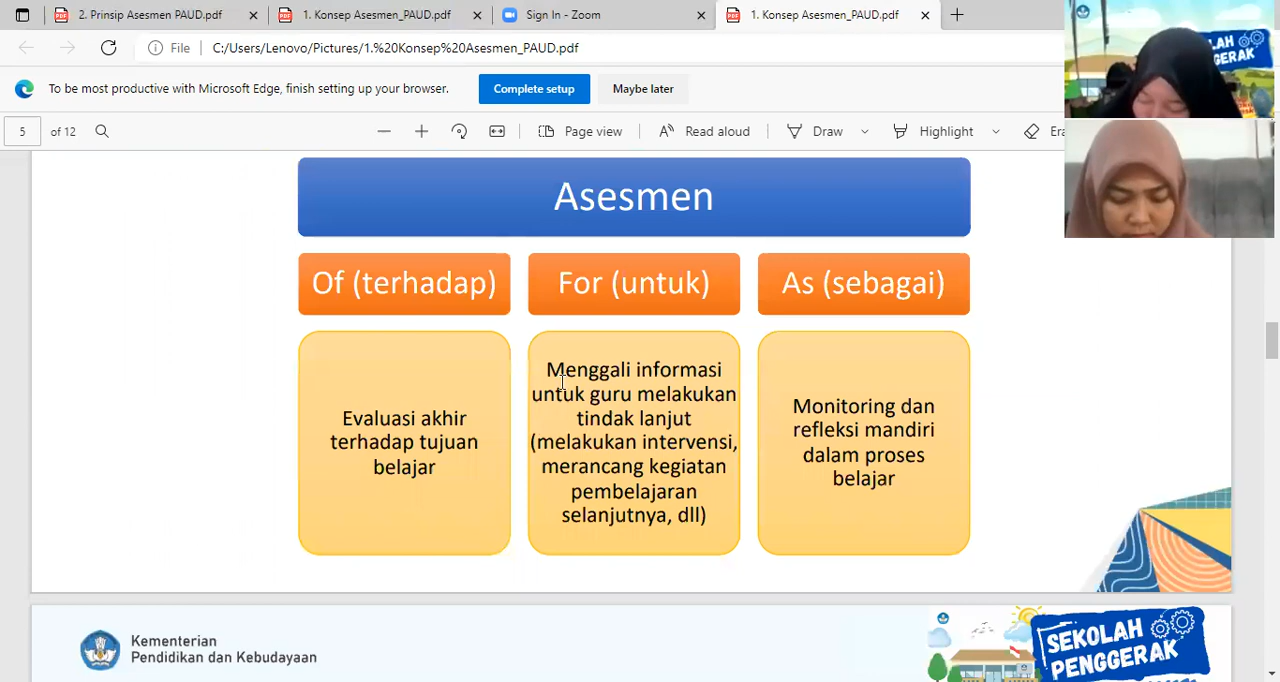 2. Prinsip Asesmen PAUD.pdf
1. Konsep Asesmen_PAUD.pdf
Sign In - Zoom
1. Konsep Asesmen_PAUD.pdf
File
C:/Users/Lenovo/Pictures/1.%20Konsep%20Asesmen_PAUD.pdf
To be most productive with Microsoft Edge, finish setting up your browser.
Complete setup
Maybe later
5 of 12
Page view
Read aloud
Draw
Highlight
Era
LAH
GERAK
Asesmen
Of (terhadap)
For (untuk)
As (sebagai)
Evaluasi akhir
terhadap tujuan
belajar
Menggali informasi
untuk guru melakukan
tindak lanjut
(melakukan intervensi,
merancang kegiatan
pembelajaran
selanjutnya, dll)
Monitoring dan
refleksi mandiri
dalam proses
belajar
Kementerian
Pendidikan dan Kebudayaan
SEKOLAH
PENGGERAK